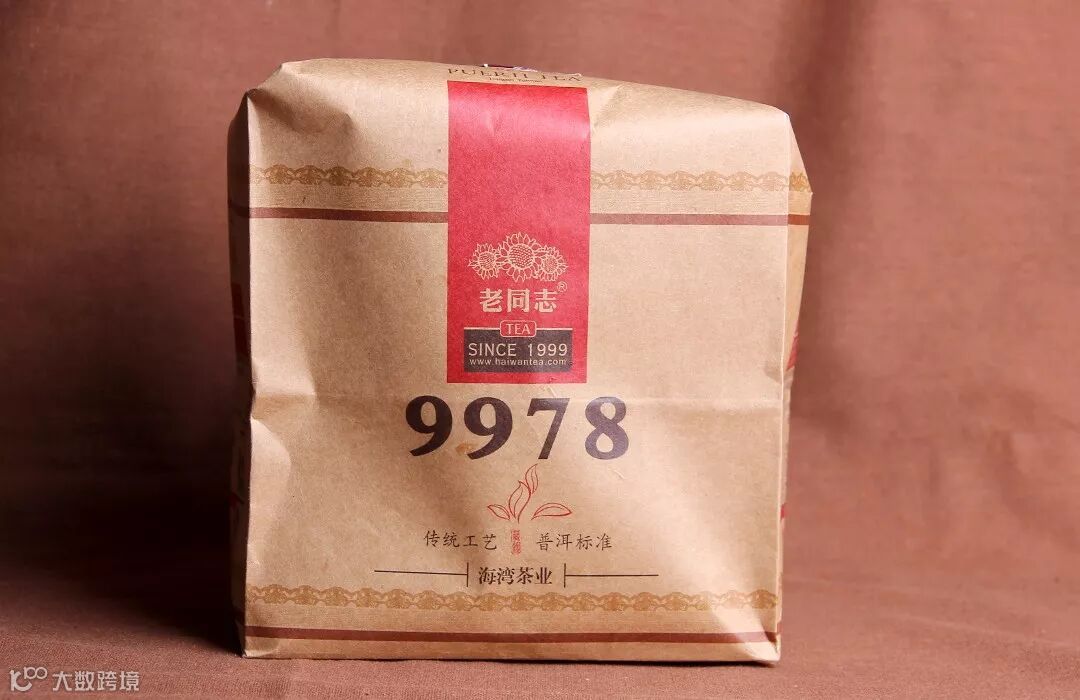 PUERH TEA
老同志®
TEA
SINCE 1999
www.haiwantea.com
9978
传统工艺 普洱标准
海湾茶业
大数跨境